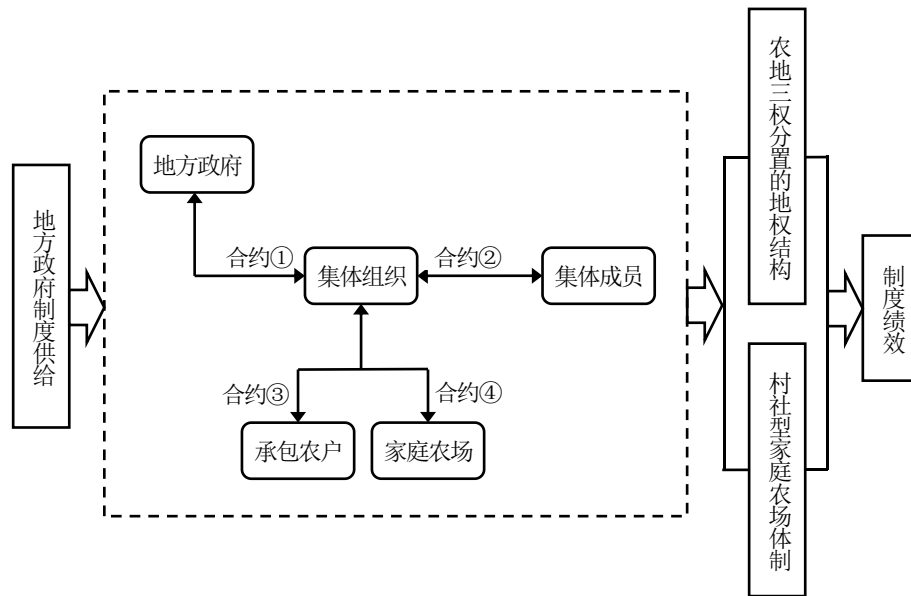 地方政府制度供给
地方政府
合约①
合约②
集体组织
集体成员
合约③
合约④
承包农户
家庭农场
农地三权分置的地权结构
村社型家庭农场体制
制度绩效